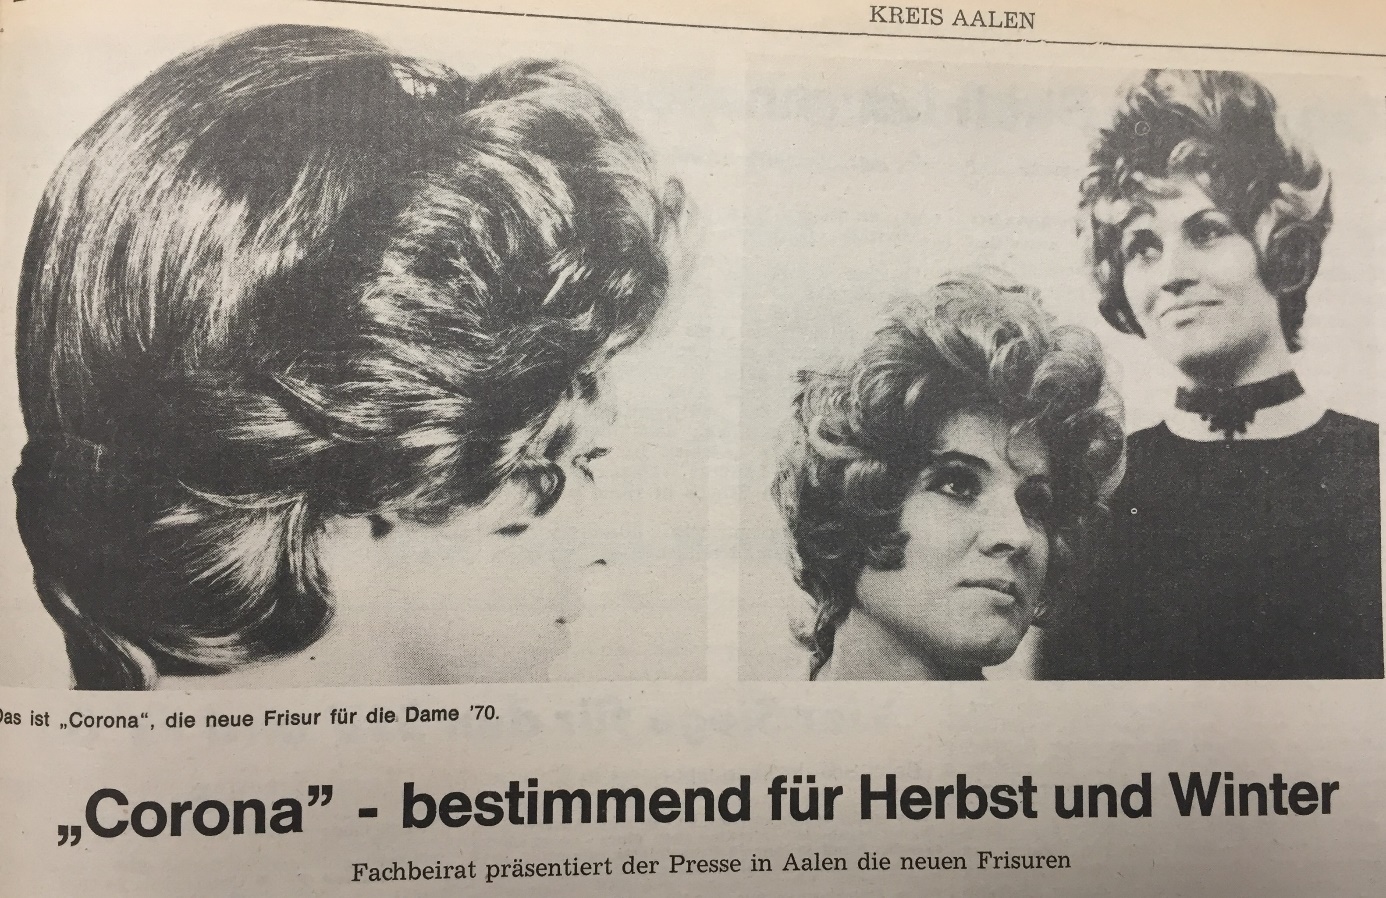 KREIS AALEN
Das ist „Corona“, die neue Frisur für die Dame '70.
„Corona” - bestimmend für Herbst und Winter
Fachbeirat präsentiert der Presse in Aalen die neuen Frisuren